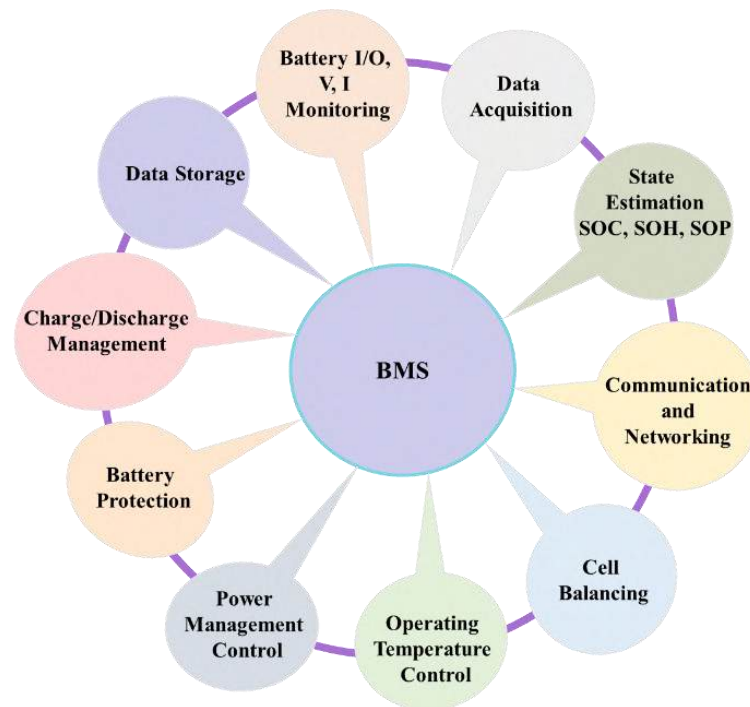 Battery I/O,
V, I
Monitoring
Data
Acquisition
State
Estimation
SOC, SOH, SOP
Communication
and
Networking
Cell
Balancing
Operating
Temperature
Control
Power
Management
Control
Battery
Protection
Charge/Discharge
Management
Data Storage
BMS